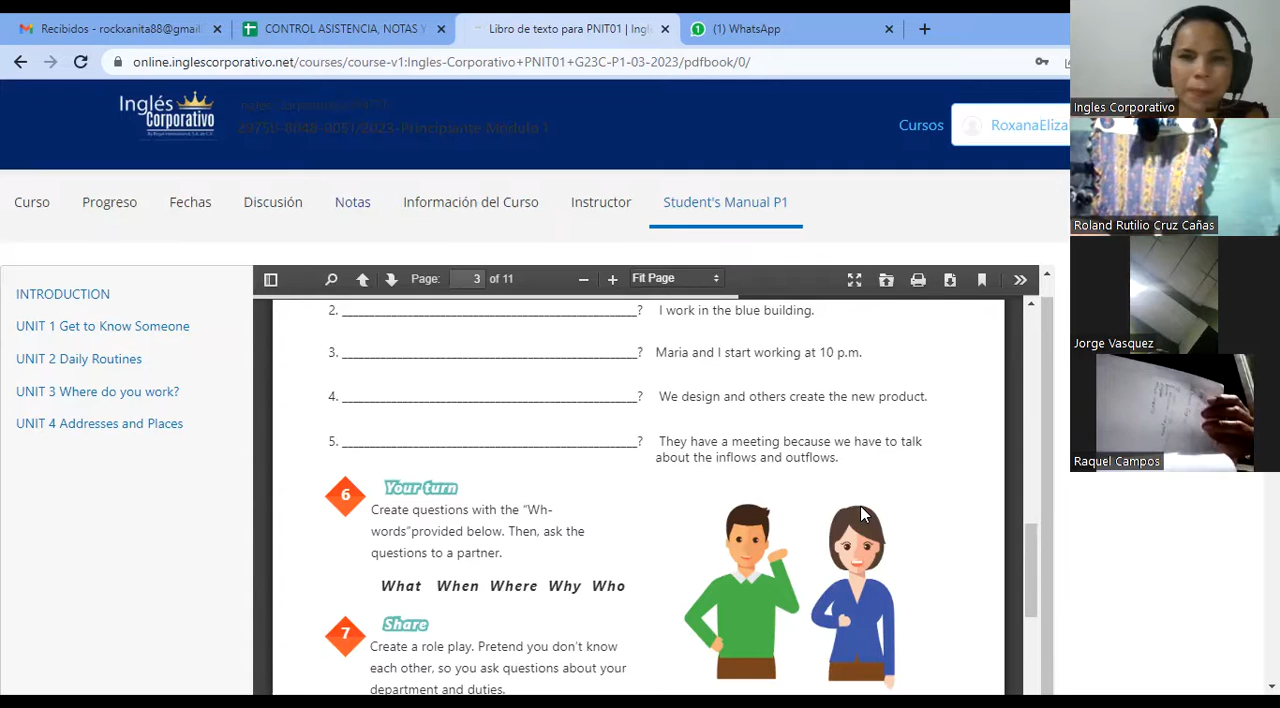 Recibidos - rockxanita88@gmail
CONTROL ASISTENCIA, NOTAS Y
Libro de texto para PNIT01 | Ingl
(1) WhatsApp
online.inglescorporativo.net/courses/course-v1:Ingles-Corporativo+PNIT01+G23C-P1-03-2023/pdfbook/0/
Inglés
Corporativo
Cursos
RoxanaEliza
Curso
Progreso
Fechas
Discusión
Notas
Información del Curso
Instructor
Student's Manual P1
INTRODUCTION
UNIT 1 Get to Know Someone
UNIT 2 Daily Routines
UNIT 3 Where do you work?
UNIT 4 Addresses and Places
Page: 3 of 11
Fit Page
2. ______________________________________? I work in the blue building.
3. ______________________________________? Maria and I start working at 10 p.m.
4. ______________________________________? We design and others create the new product.
5. ______________________________________? They have a meeting because we have to talk
about the inflows and outflows.
6 Your turn
Create questions with the "Wh-
words"provided below. Then, ask the
questions to a partner.
What When Where Why Who
7 Share
Create a role play. Pretend you don't know
each other, so you ask questions about your
department and duties.
Ingles Corporativo
Roland Rutilio Cruz Cañas
Jorge Vasquez
Raquel Campos